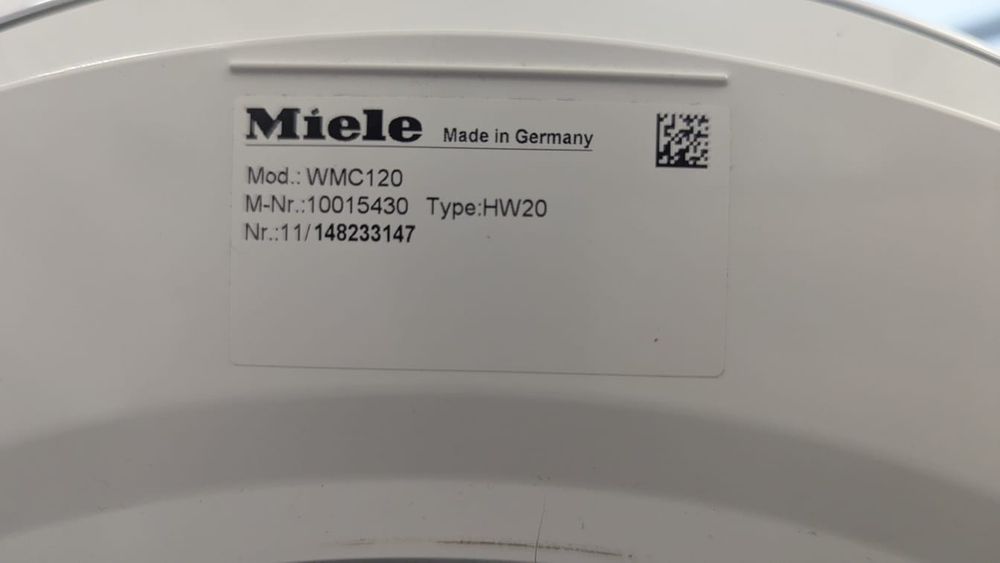 Miele Made in Germany
Mod.: WMC120
M-Nr.:10015430 Type:HW20
Nr.:11/148233147